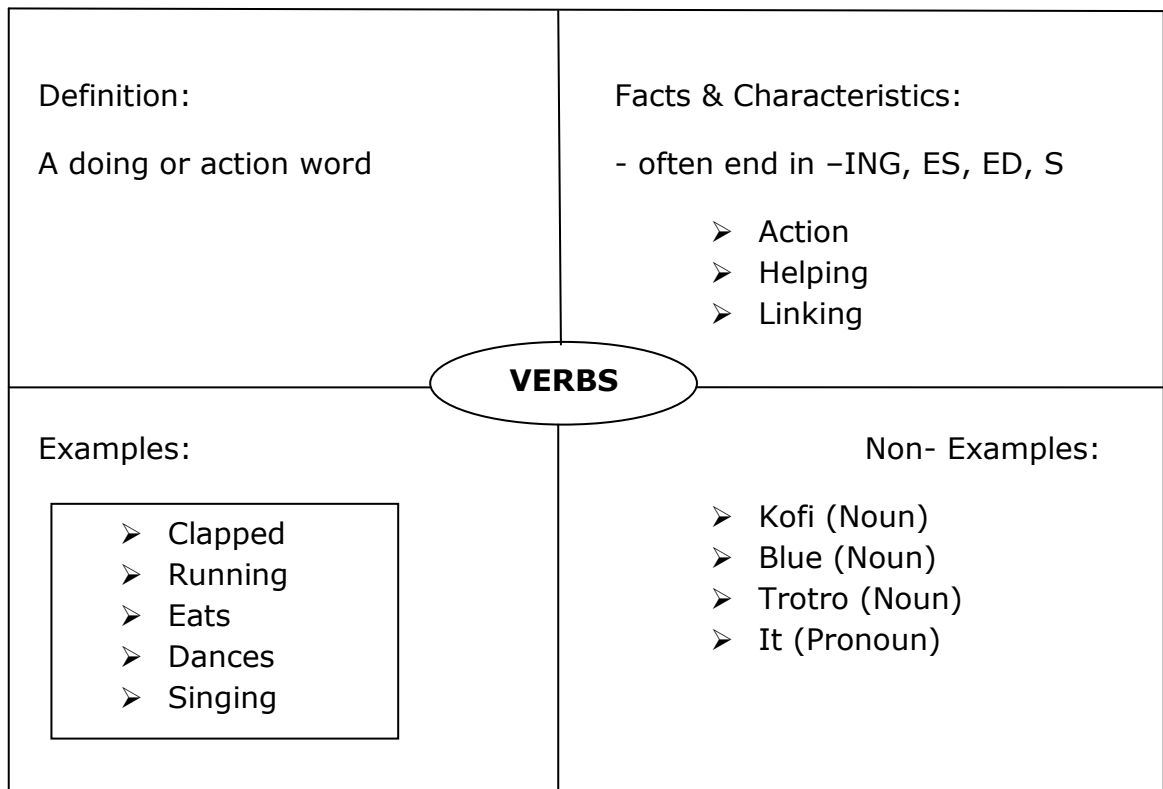 Definition:
A doing or action word
Facts & Characteristics:
- often end in –ING, ES, ED, S
➢ Action
➢ Helping
➢ Linking
VERBS
Examples:
➢ Clapped
➢ Running
➢ Eats
➢ Dances
➢ Singing
Non- Examples:
➢ Kofi (Noun)
➢ Blue (Noun)
➢ Trotro (Noun)
➢ It (Pronoun)